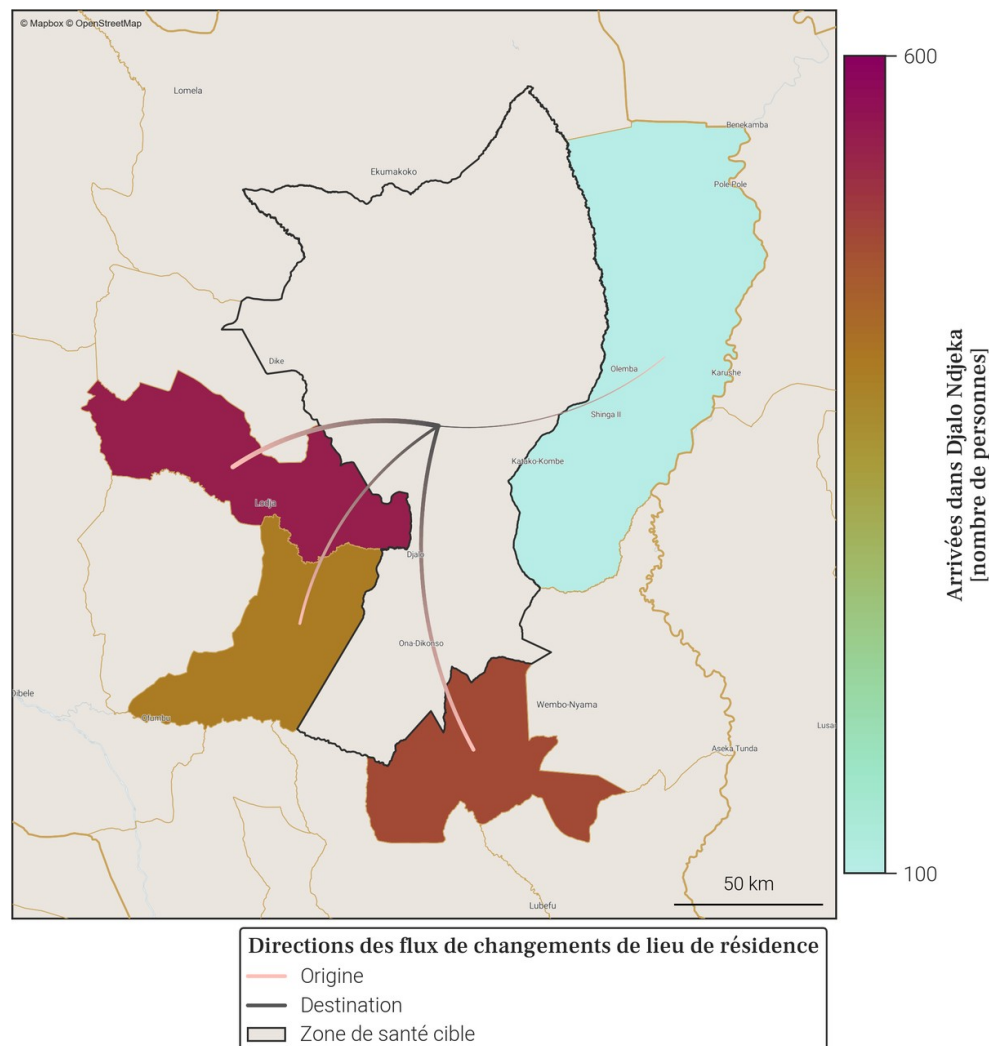 © Mapbox © OpenStreetMap
600
Lomela
Benekamba
Ekumakoko
Pole-Pole
Dike
Olemba
Karushe
Shinga II
Katako-Kombe
Lodja
Djalo
Ona-Dikonso
Dibele
Wembo-Nyama
Olumbu
Lusa
Aseka Tunda
Lubefu
50 km
100
Arrivées dans Djalo Ndjeka
[nombre de personnes]
Directions des flux de changements de lieu de résidence
Origine
Destination
Zone de santé cible